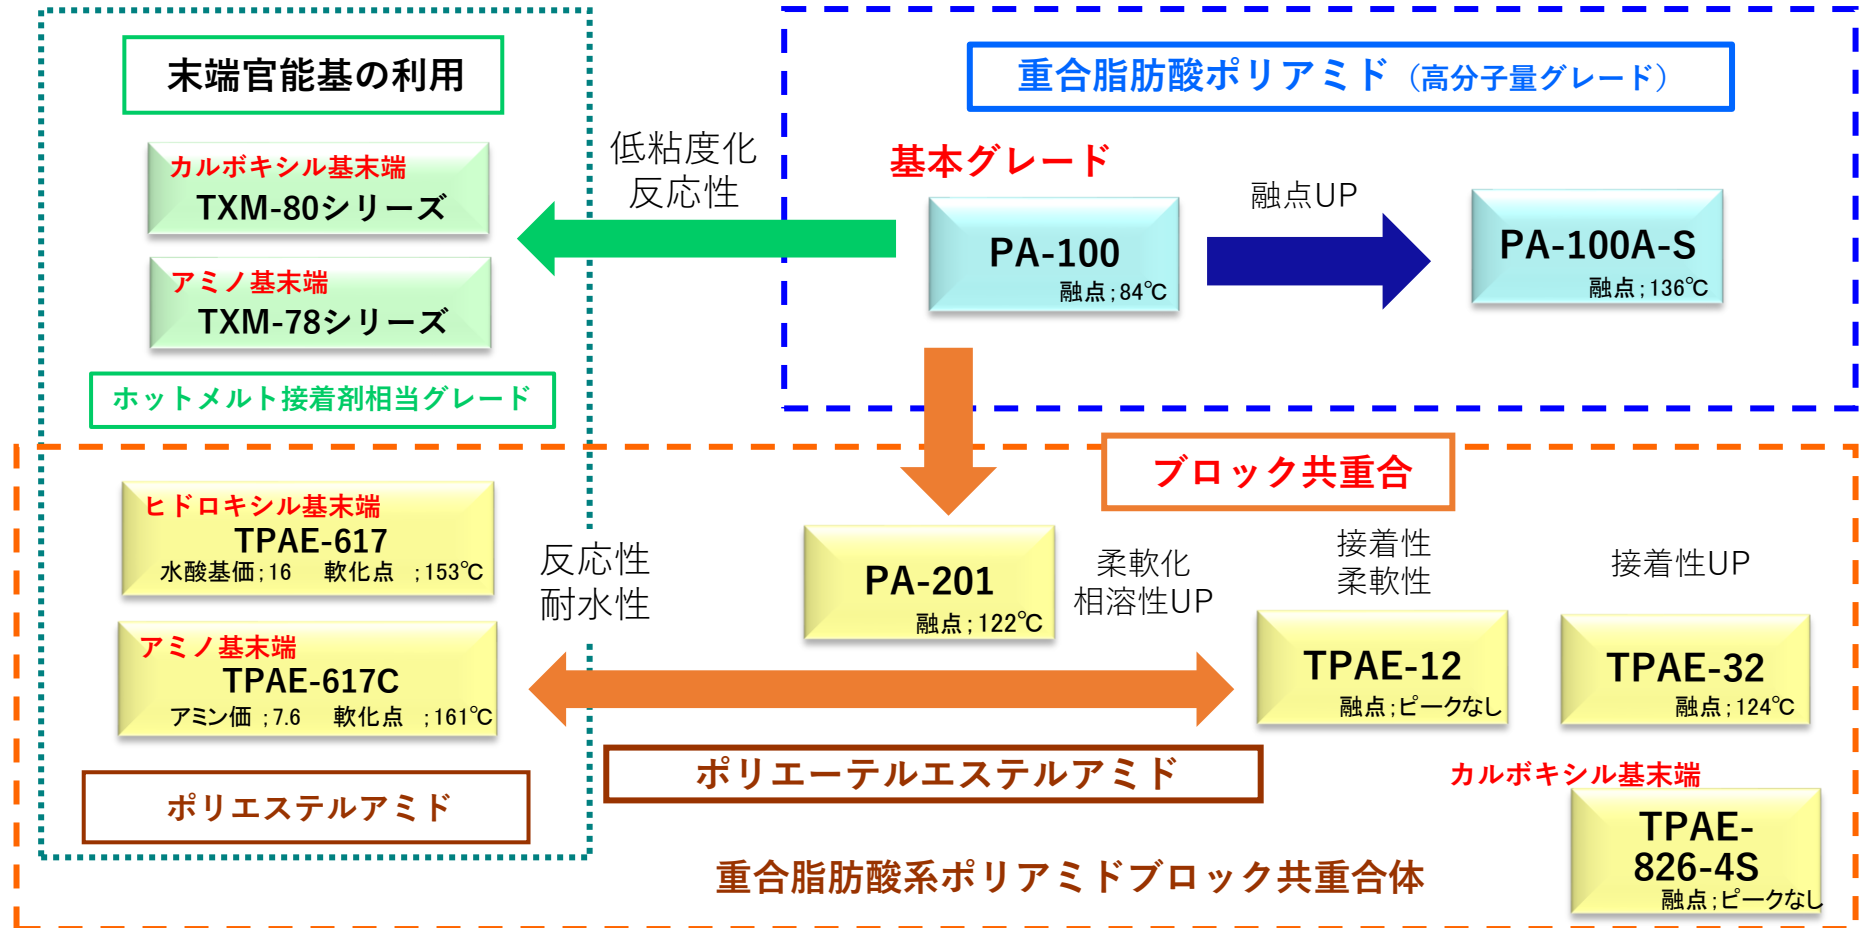 末端官能基の利用
カルボキシル基末端
TXM-80シリーズ
アミノ基末端
TXM-78シリーズ
ホットメルト接着剤相当グレード
低粘度化
反応性
重合脂肪酸ポリアミド（高分子量グレード）
基本グレード
PA-100
融点;84℃
融点UP
PA-100A-S
融点;136℃
ブロック共重合
ヒドロキシル基末端
TPAE-617
水酸基価;16 軟化点 ;153℃
アミノ基末端
TPAE-617C
アミン価 ;7.6 軟化点 ;161℃
ポリエステルアミド
反応性
耐水性
PA-201
融点;122℃
柔軟化
相溶性UP
接着性
柔軟性
TPAE-12
融点;ピークなし
接着性UP
TPAE-32
融点;124℃
ポリエーテルエステルアミド
カルボキシル基末端
TPAE-
826-4S
融点;ピークなし
重合脂肪酸系ポリアミドブロック共重合体